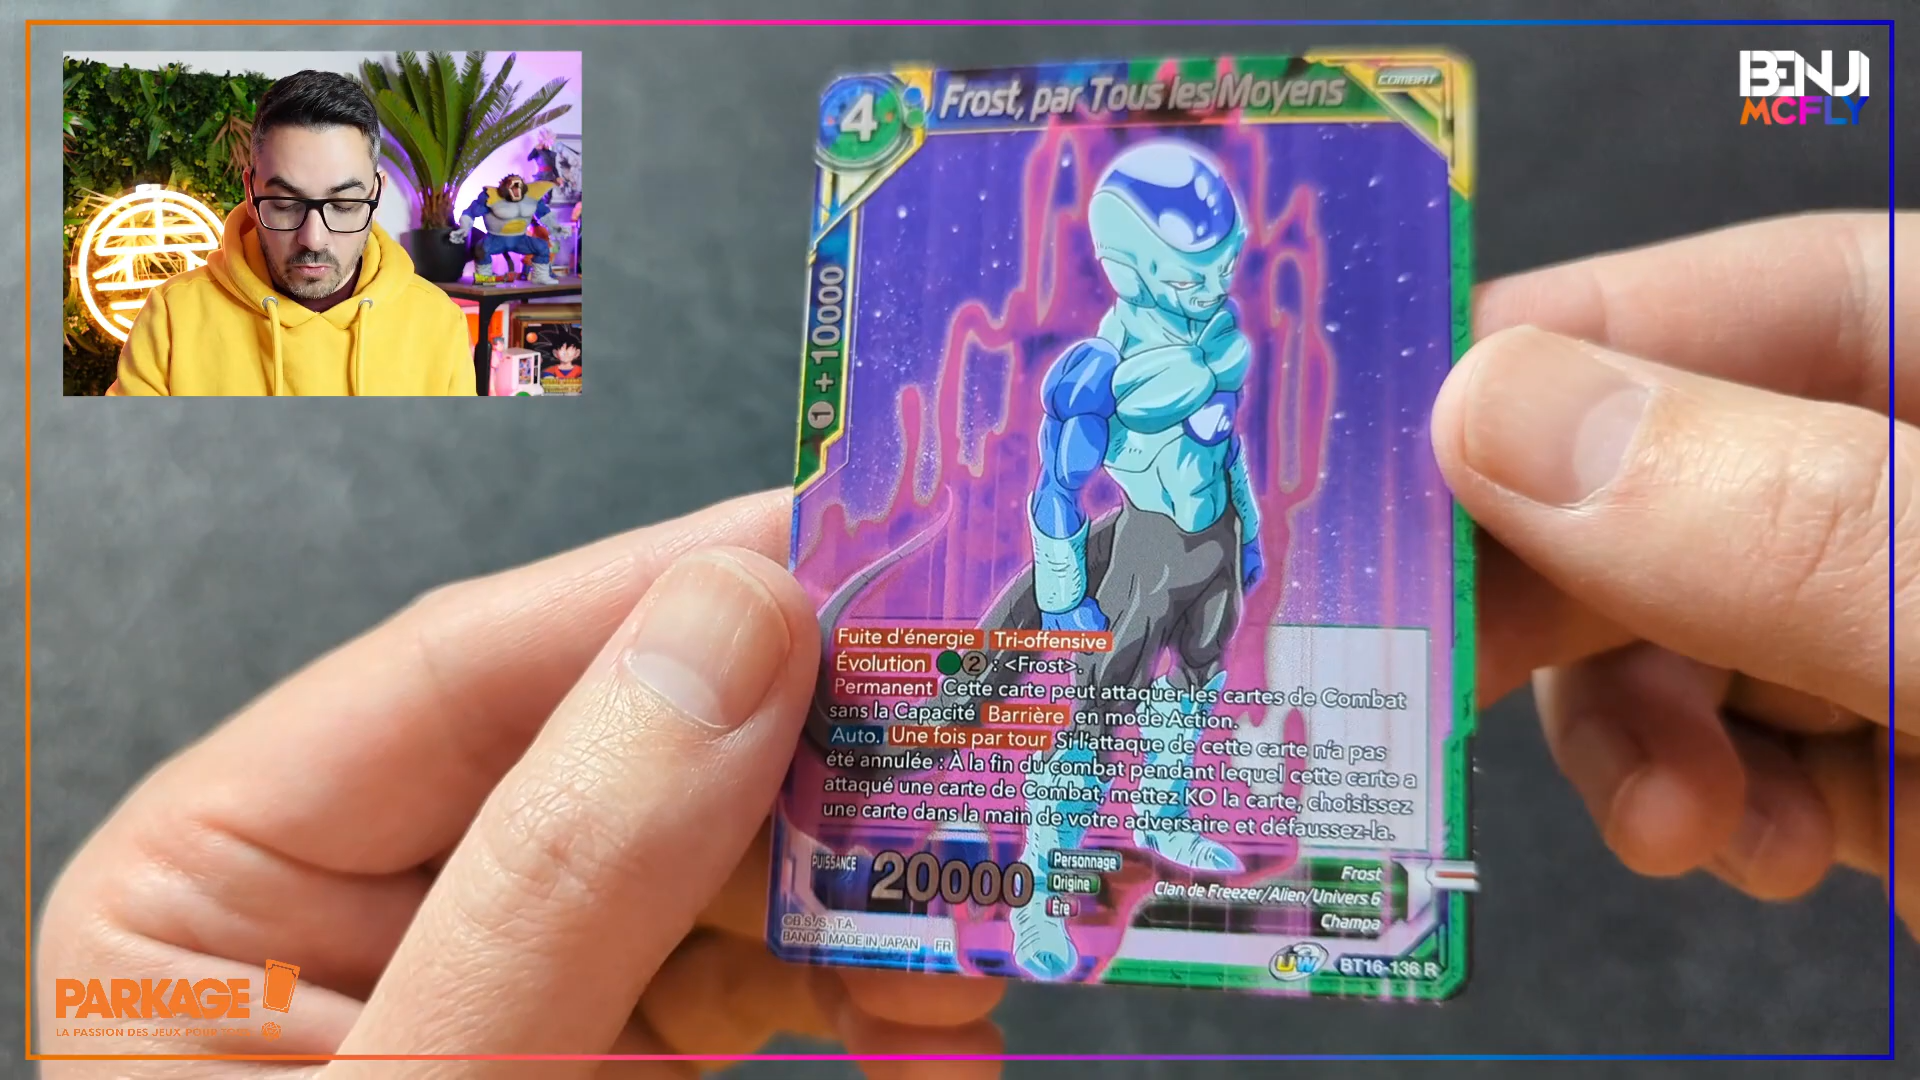 BENJI
MCFLY
4
Frost, par Tous les Moyens
COMBAT
1 + 10000
Fuite d'énergie Tri-offensive
Évolution 2 : <Frost>.
Permanent Cette carte peut attaquer les cartes de Combat
sans la Capacité Barrière en mode Action.
Auto. Une fois par tour Si l'attaque de cette carte n'a pas
été annulée : À la fin du combat pendant lequel cette carte a
attaqué une carte de Combat, mettez KO la carte, choisissez
une carte dans la main de votre adversaire et défaussez-la.
PUISSANCE 20000
Personnage Frost
Origine Clan de Freezer/Alien/Univers 6
Ère Champa
©B.S./S., T.A.
BANDAI MADE IN JAPAN FR
UW BT16-136 R
PARKAGE
LA PASSION DES JEUX POUR TOUS